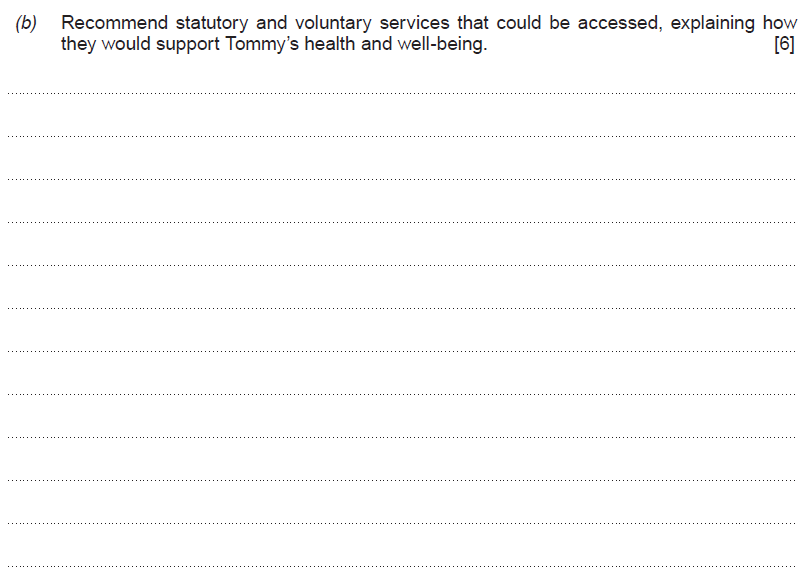 (b) Recommend statutory and voluntary services that could be accessed, explaining how
they would support Tommy's health and well-being. [6]